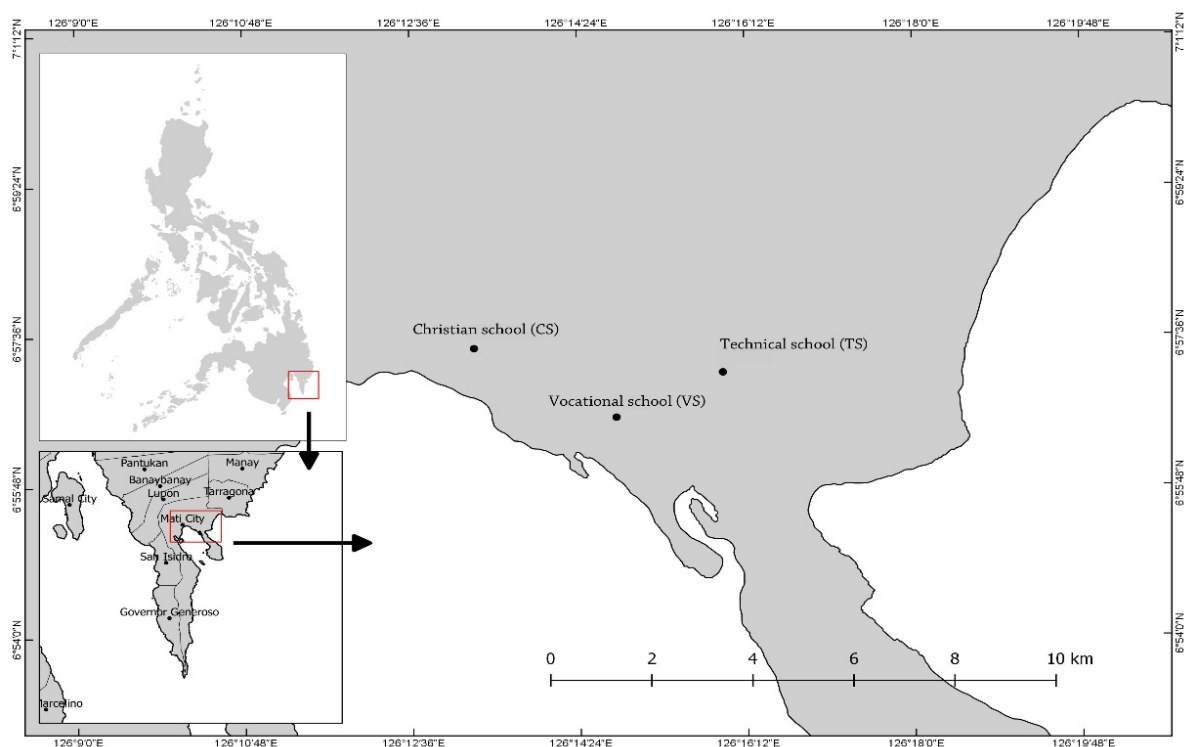 126°9'0"E 126°10'48"E 126°12'36"E 126°14'24"E 126°16'12"E 126°18'0"E 126°19'48"E
7°1'12"N 7°1'12"N
6°59'24"N 6°59'24"N
6°57'36"N 6°57'36"N
Christian school (CS)
Technical school (TS)
Vocational school (VS)
6°55'48"N 6°55'48"N
Pantukan Manay
Banaybanay
Samal City Lupon Tarragona
Mati City
San Isidro
Governor Generoso
6°54'0"N 6°54'0"N
0 2 4 6 8 10 km
Marcelino
126°9'0"E 126°10'48"E 126°12'36"E 126°14'24"E 126°16'12"E 126°18'0"E 126°19'48"E